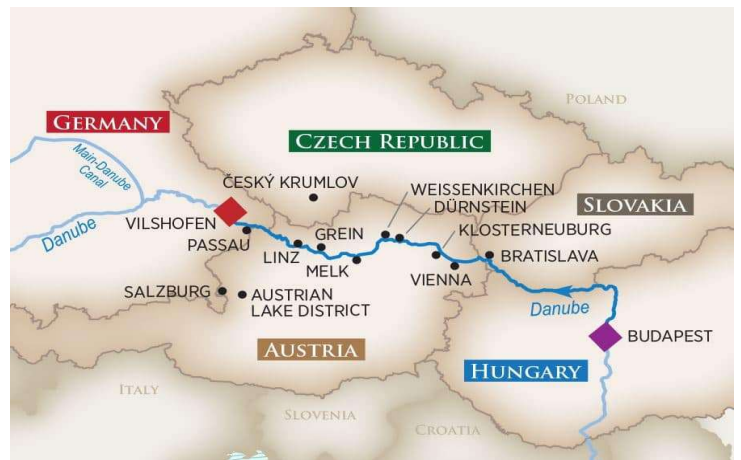 POLAND
GERMANY
CZECH REPUBLIC
Main-Danube
Canal
ČESKÝ KRUMLOV
WEISSENKIRCHEN
DÜRNSTEIN
SLOVAKIA
VILSHOFEN
GREIN
KLOSTERNEUBURG
Danube
PASSAU
LINZ
BRATISLAVA
MELK
VIENNA
SALZBURG
AUSTRIAN
LAKE DISTRICT
Danube
BUDAPEST
AUSTRIA
HUNGARY
ITALY
SLOVENIA
CROATIA